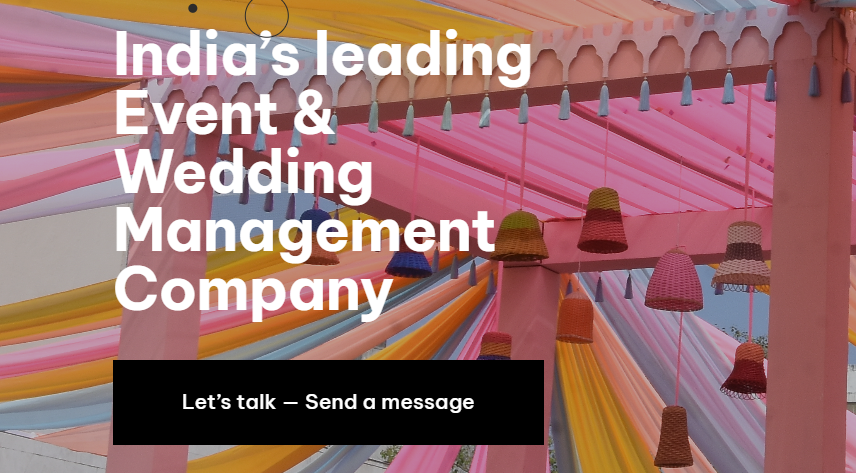 India’s leading
Event &
Wedding
Management
Company
Let’s talk — Send a message